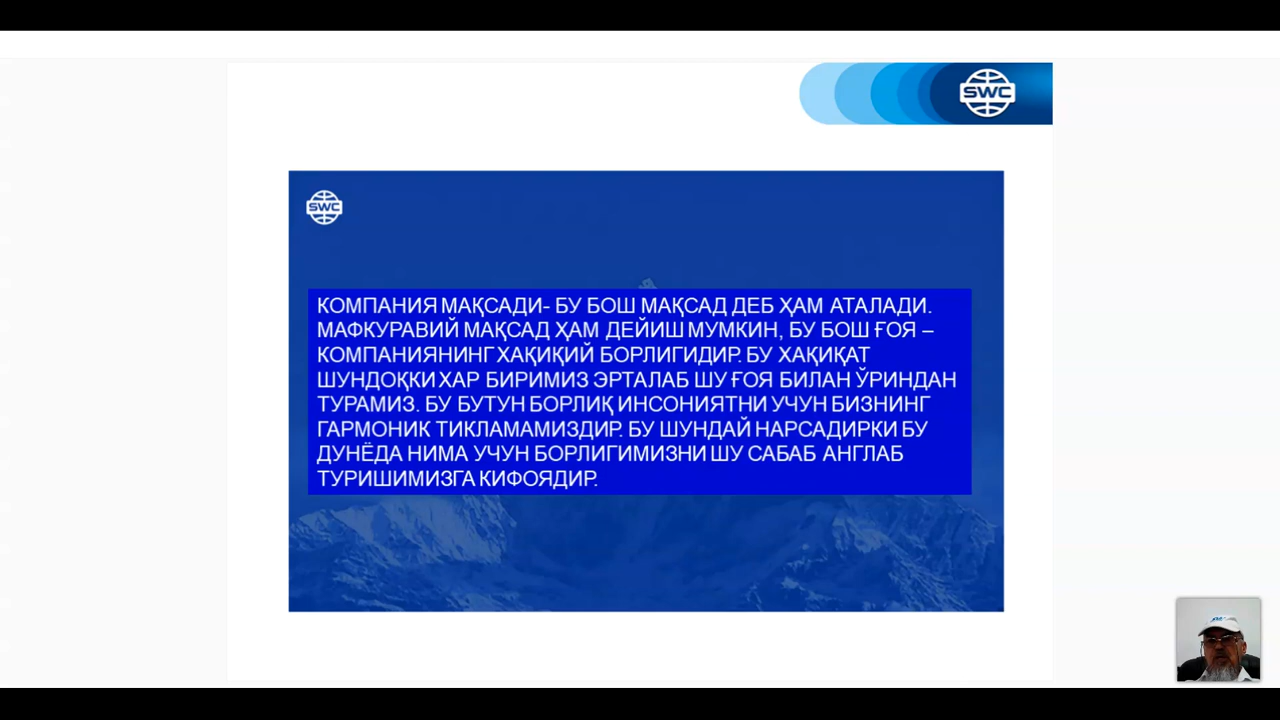 SWC
SWC
КОМПАНИЯ МАҚСАДИ- БУ БОШ МАҚСАД ДЕБ ҲАМ АТАЛАДИ.
МАФКУРАВИЙ МАҚСАД ҲАМ ДЕЙИШ МУМКИН, БУ БОШ ҒОЯ –
КОМПАНИЯНИНГ ХАҚИҚИЙ БОРЛИГИДИР. БУ ХАҚИҚАТ
ШУНДОҚКИ ХАР БИРИМИЗ ЭРТАЛАБ ШУ ҒОЯ БИЛАН ЎРИНДАН
ТУРАМИЗ. БУ БУТУН БОРЛИҚ ИНСОНИЯТНИ УЧУН БИЗНИНГ
ГАРМОНИК ТИКЛАМАМИЗДИР. БУ ШУНДАЙ НАРСАДИРКИ БУ
ДУНЁДА НИМА УЧУН БОРЛИГИМИЗНИ ШУ САБАБ АНГЛАБ
ТУРИШИМИЗГА КИФОЯДИР.